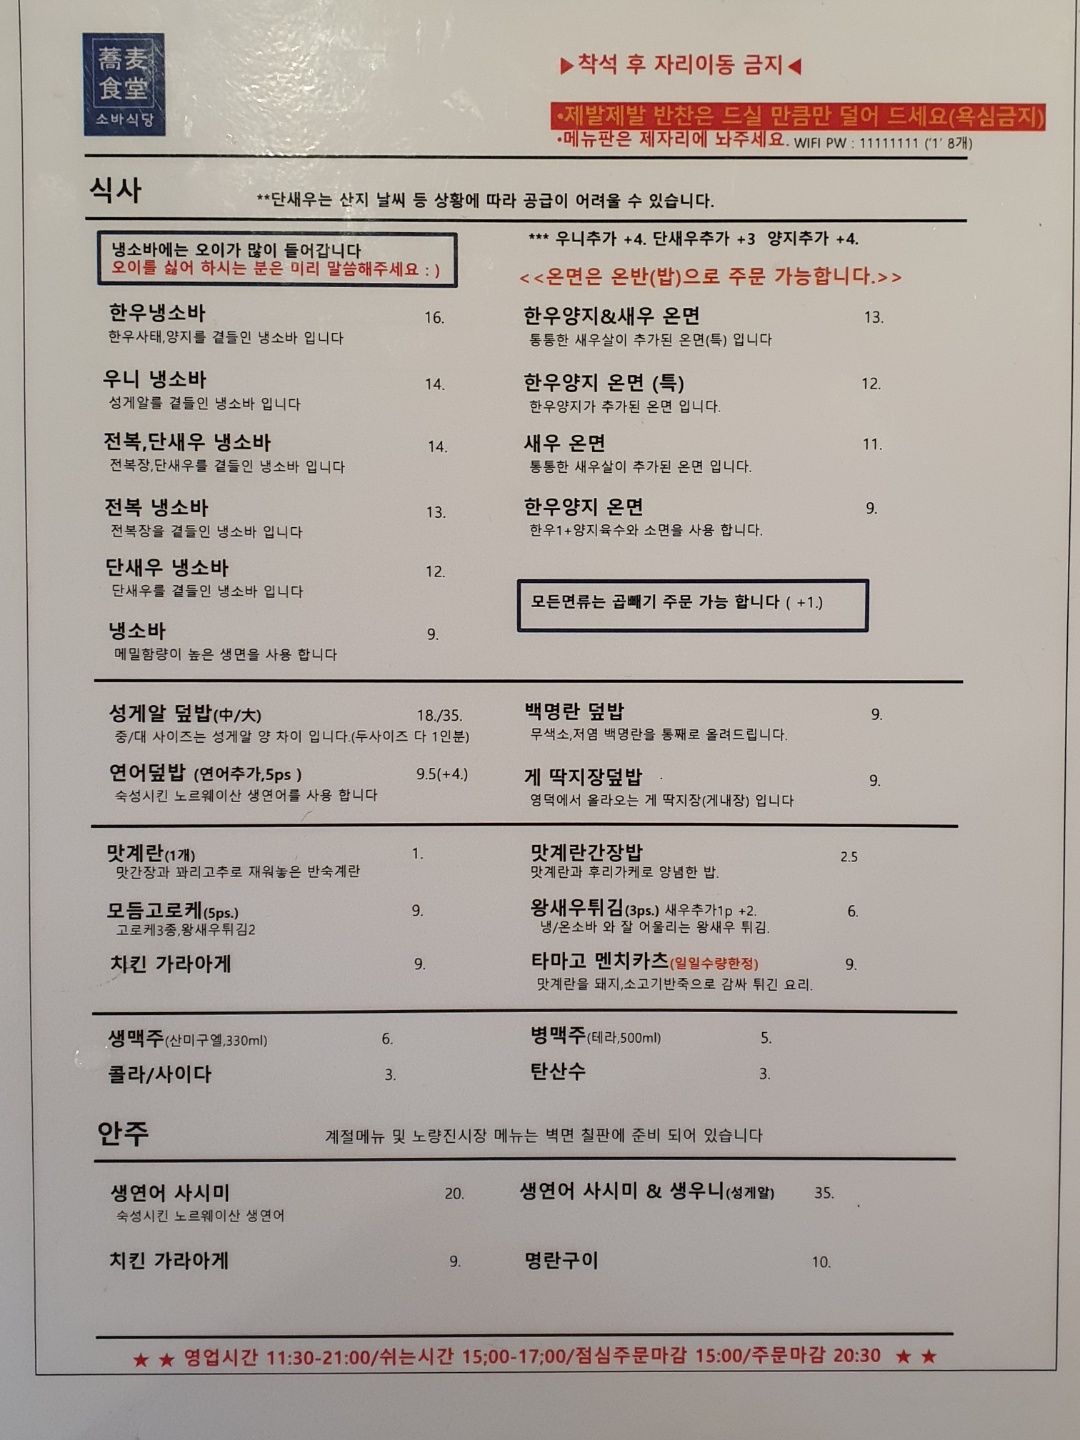 蕎麦
食堂
소바식당
▶착석 후 자리이동 금지◀
•제발제발 반찬은 드실 만큼만 덜어 드세요(욕심금지)
•메뉴판은 제자리에 놔주세요. WIFI PW : 11111111 ('1' 8개)
식사
**단새우는 산지 날씨 등 상황에 따라 공급이 어려울 수 있습니다.
냉소바에는 오이가 많이 들어갑니다
오이를 싫어 하시는 분은 미리 말씀해주세요 : )
한우냉소바 16.
한우사태,양지를 곁들인 냉소바 입니다
우니 냉소바 14.
성게알를 곁들인 냉소바 입니다
전복,단새우 냉소바 14.
전복장,단새우를 곁들인 냉소바 입니다
전복 냉소바 13.
전복장을 곁들인 냉소바 입니다
단새우 냉소바 12.
단새우를 곁들인 냉소바 입니다
냉소바 9.
메밀함량이 높은 생면을 사용 합니다
*** 우니추가 +4. 단새우추가 +3 양지추가 +4.
<<온면은 온반(밥)으로 주문 가능합니다.>>
한우양지&새우 온면 13.
통통한 새우살이 추가된 온면(특) 입니다
한우양지 온면 (특) 12.
한우양지가 추가된 온면 입니다.
새우 온면 11.
통통한 새우살이 추가된 온면 입니다.
한우양지 온면 9.
한우1+양지육수와 소면을 사용 합니다.
모든면류는 곱빼기 주문 가능 합니다 ( +1.)
성게알 덮밥(中/大) 18./35.
중/대 사이즈는 성게알 양 차이 입니다.(두사이즈 다 1인분)
연어덮밥 (연어추가,5ps ) 9.5(+4.)
숙성시킨 노르웨이산 생연어를 사용 합니다
백명란 덮밥 9.
무색소,저염 백명란을 통째로 올려드립니다.
게 딱지장덮밥 9.
영덕에서 올라오는 게 딱지장(게내장) 입니다
맛계란(1개) 1.
맛간장과 꽈리고추로 재워놓은 반숙계란
모듬고로케(5ps.) 9.
고로케3종,왕새우튀김2
치킨 가라아게 9.
맛계란간장밥 2.5
맛계란과 후리가케로 양념한 밥.
왕새우튀김(3ps.) 새우추가1p +2. 6.
냉/온소바 와 잘 어울리는 왕새우 튀김.
타마고 멘치카츠(일일수량한정) 9.
맛계란을 돼지,소고기반죽으로 감싸 튀긴 요리.
생맥주(산미구엘,330ml) 6.
콜라/사이다 3.
병맥주(테라,500ml) 5.
탄산수 3.
안주
계절메뉴 및 노량진시장 메뉴는 벽면 칠판에 준비 되어 있습니다
생연어 사시미 20.
숙성시킨 노르웨이산 생연어
치킨 가라아게 9.
생연어 사시미 & 생우니(성게알) 35.
명란구이 10.
★ ★ 영업시간 11:30-21:00/쉬는시간 15;00-17;00/점심주문마감 15:00/주문마감 20:30 ★ ★